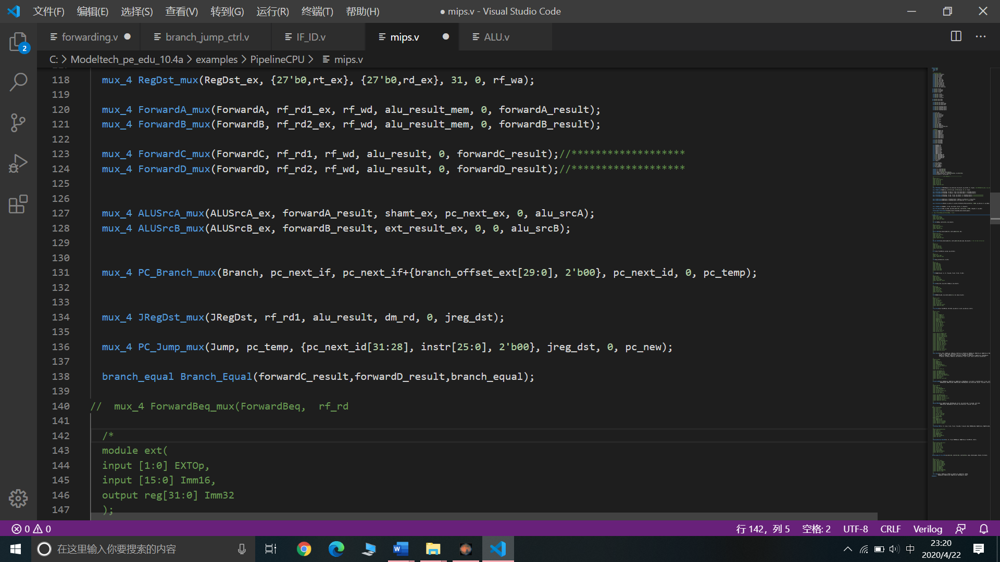 文件(F) 编辑(E) 选择(S) 查看(V) 转到(G) 运行(R) 终端(T) 帮助(H) ● mips.v - Visual Studio Code
forwarding.v ● branch_jump_ctrl.v IF_ID.v mips.v ● ALU.v ···
2
C: > Modeltech_pe_edu_10.4a > examples > PipelineCPU > mips.v
118 mux_4 RegDst_mux(RegDst_ex, {27'b0,rt_ex}, {27'b0,rd_ex}, 31, 0, rf_wa);
119
120 mux_4 ForwardA_mux(ForwardA, rf_rd1_ex, rf_wd, alu_result_mem, 0, forwardA_result);
121 mux_4 ForwardB_mux(ForwardB, rf_rd2_ex, rf_wd, alu_result_mem, 0, forwardB_result);
122
123 mux_4 ForwardC_mux(ForwardC, rf_rd1, rf_wd, alu_result, 0, forwardC_result);//*******************
124 mux_4 ForwardD_mux(ForwardD, rf_rd2, rf_wd, alu_result, 0, forwardD_result);//*******************
125
126
127 mux_4 ALUSrcA_mux(ALUSrcA_ex, forwardA_result, shamt_ex, pc_next_ex, 0, alu_srcA);
128 mux_4 ALUSrcB_mux(ALUSrcB_ex, forwardB_result, ext_result_ex, 0, 0, alu_srcB);
129
130
131 mux_4 PC_Branch_mux(Branch, pc_next_if, pc_next_if+{branch_offset_ext[29:0], 2'b00}, pc_next_id, 0, pc_temp);
132
133
134 mux_4 JRegDst_mux(JRegDst, rf_rd1, alu_result, dm_rd, 0, jreg_dst);
135
136 mux_4 PC_Jump_mux(Jump, pc_temp, {pc_next_id[31:28], instr[25:0], 2'b00}, jreg_dst, 0, pc_new);
137
138 branch_equal Branch_Equal(forwardC_result,forwardD_result,branch_equal);
139
140 // mux_4 ForwardBeq_mux(ForwardBeq, rf_rd
141
142 /*
143 module ext(
144 input [1:0] EXTOp,
145 input [15:0] Imm16,
146 output reg[31:0] Imm32
147 );
0 0 行 142，列 5 空格: 2 UTF-8 CRLF Verilog
在这里输入你要搜索的内容 中 23:20
2020/4/22